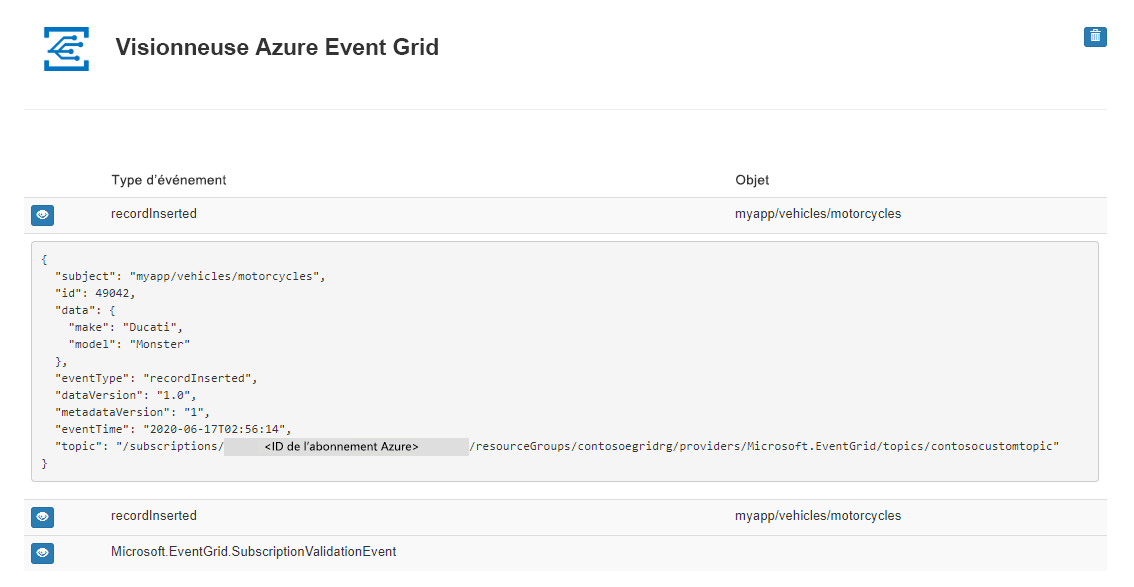 Visionneuse Azure Event Grid
Type d'événement Objet
recordInserted myapp/vehicles/motorcycles
{
"subject": "myapp/vehicles/motorcycles",
"id": 49042,
"data": {
"make": "Ducati",
"model": "Monster"
},
"eventType": "recordInserted",
"dataVersion": "1.0",
"metadataVersion": "1",
"eventTime": "2020-06-17T02:56:14",
"topic": "/subscriptions/ <ID de l'abonnement Azure> /resourceGroups/contosoegridrg/providers/Microsoft.EventGrid/topics/contosocustomtopic"
}
recordInserted myapp/vehicles/motorcycles
Microsoft.EventGrid.SubscriptionValidationEvent